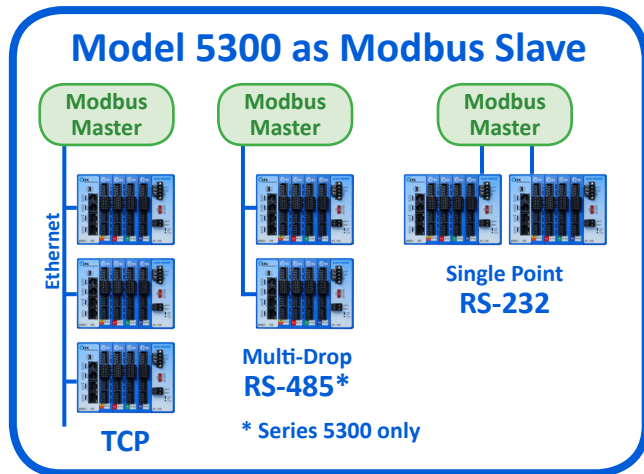 Model 5300 as Modbus Slave
Modbus
Master
Modbus
Master
Modbus
Master
Ethernet
TCP
Multi-Drop
RS-485*
* Series 5300 only
Single Point
RS-232